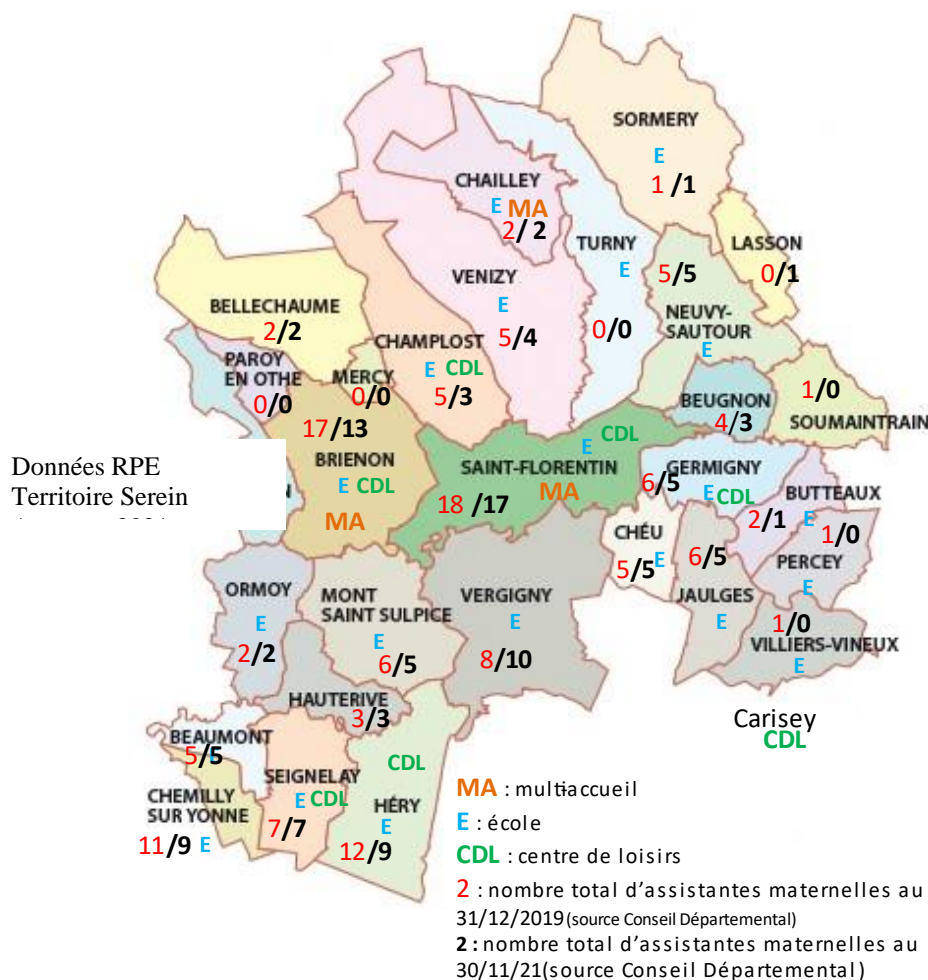 SORMERY
E
1/1
CHAILLEY
E MA
2/2
TURNY
E
0/0
LASSON
0/1
5/5
NEUVY-
SAUTOUR
E
VENIZY
E
5/4
BELLECHAUME
2/2
CHAMPLOST
E CDL
5/3
PAROY
EN OTHE
0/0
MERCY
0/0
BEUGNON
4/3
1/0
SOUMAINTRAIN
17/13
BRIENON
E CDL
MA
Données RPE
Territoire Serein
N
E CDL
SAINT-FLORENTIN
18/17
MA
GERMIGNY
6/5
E CDL
BUTTEAUX
E
2/1
1/0
PERCEY
E
CHÉU
E
5/5
6/5
JAULGES
E
1/0
VILLIERS-VINEUX
E
ORMOY
E
2/2
MONT
SAINT SULPICE
E
6/5
VERGIGNY
E
8/10
HAUTERIVE
3/3
BEAUMONT
5/5
SEIGNELAY
E CDL
7/7
CDL
HÉRY
E
12/9
CHEMILLY
SUR YONNE
11/9 E
Carisey
CDL
MA : multiaccueil
E : école
CDL : centre de loisirs
2 : nombre total d'assistantes maternelles au
31/12/2019(source Conseil Départemental)
2 : nombre total d'assistantes maternelles au
30/11/21(source Conseil Départemental)